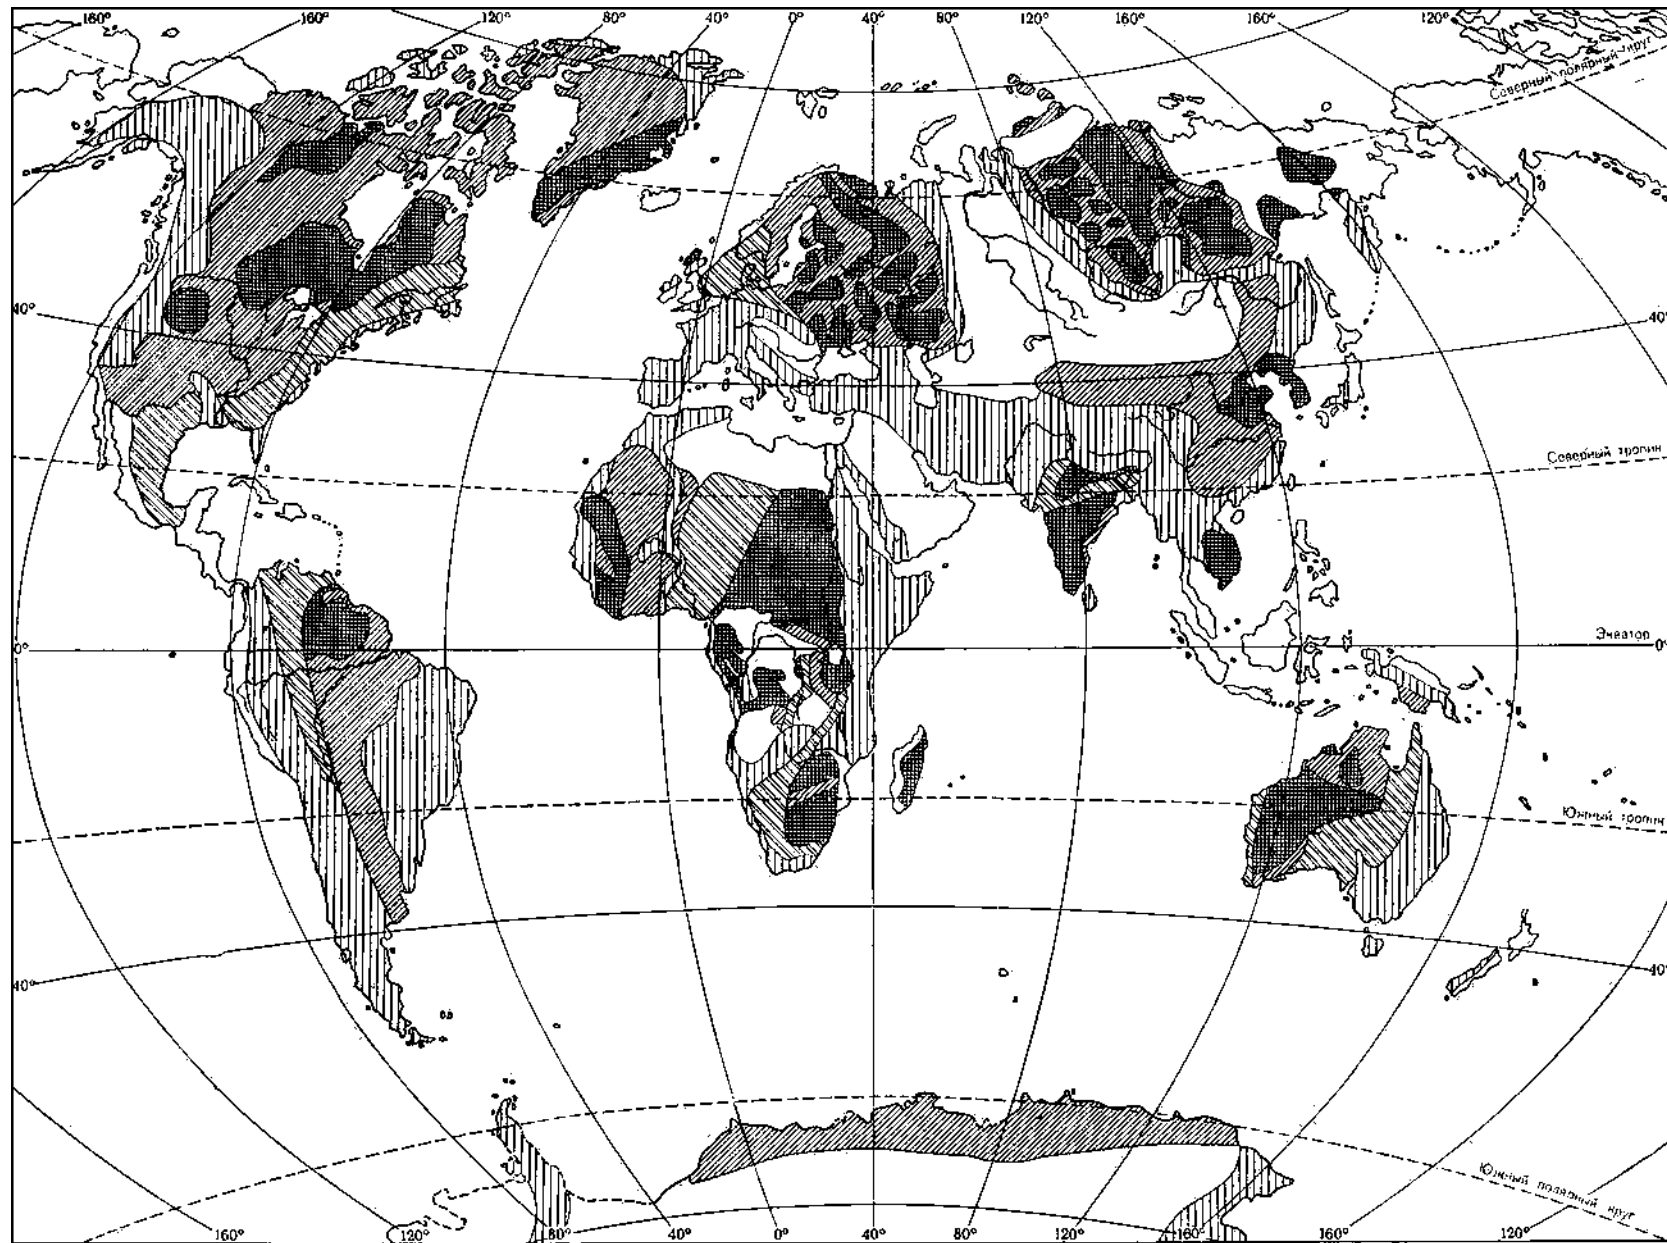 160° 160° 120° 80° 0° 40° 80° 120° 160° 160° 120°
Северный полярный круг
40° 40°
Северный тропик
Экватор
0° 0°
Южный тропик
40° 40°
Южный полярный круг
160° 120° 80° 40° 0° 40° 80° 120° 160° 160° 120°